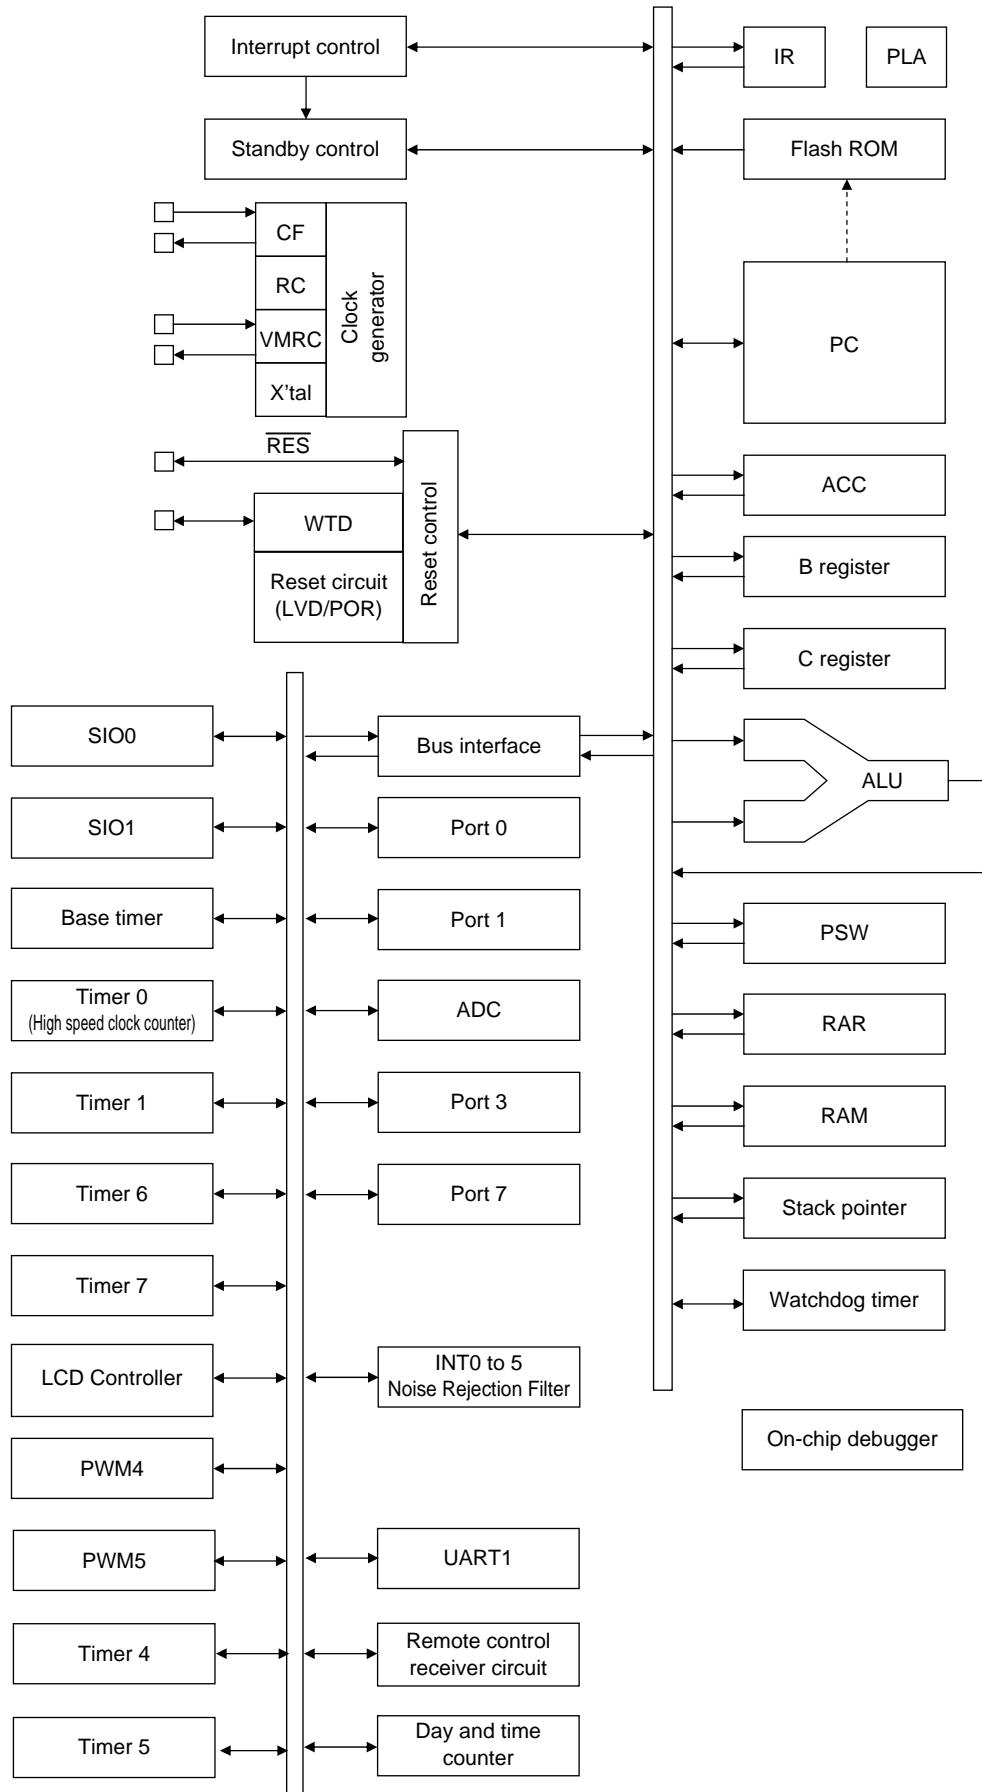 Interrupt control
IR
PLA
Standby control
Flash ROM
CF
RC
VMRC
X'tal
Clock
generator
PC
RES
WTD
Reset circuit
(LVD/POR)
Reset control
ACC
B register
C register
SIO0
Bus interface
ALU
SIO1
Port 0
Base timer
Port 1
PSW
Timer 0
(High speed clock counter)
ADC
RAR
Timer 1
Port 3
RAM
Timer 6
Port 7
Stack pointer
Timer 7
Watchdog timer
LCD Controller
INT0 to 5
Noise Rejection Filter
On-chip debugger
PWM4
PWM5
UART1
Timer 4
Remote control
receiver circuit
Timer 5
Day and time
counter